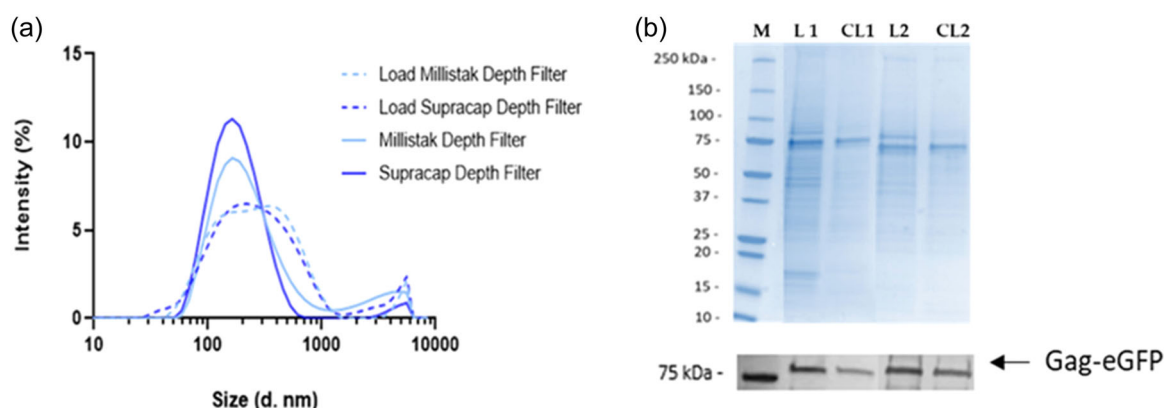 (a)
15
10
5
0
Intensity (%)
10 100 1000 10000
Size (d. nm)
Load Millistak Depth Filter
Load Supracap Depth Filter
Millistak Depth Filter
Supracap Depth Filter
(b)
M L 1 CL1 L2 CL2
250 kDa -
150 -
100 -
75 -
50 -
37 -
25 -
20 -
15 -
10 -
75 kDa -
Gag-eGFP